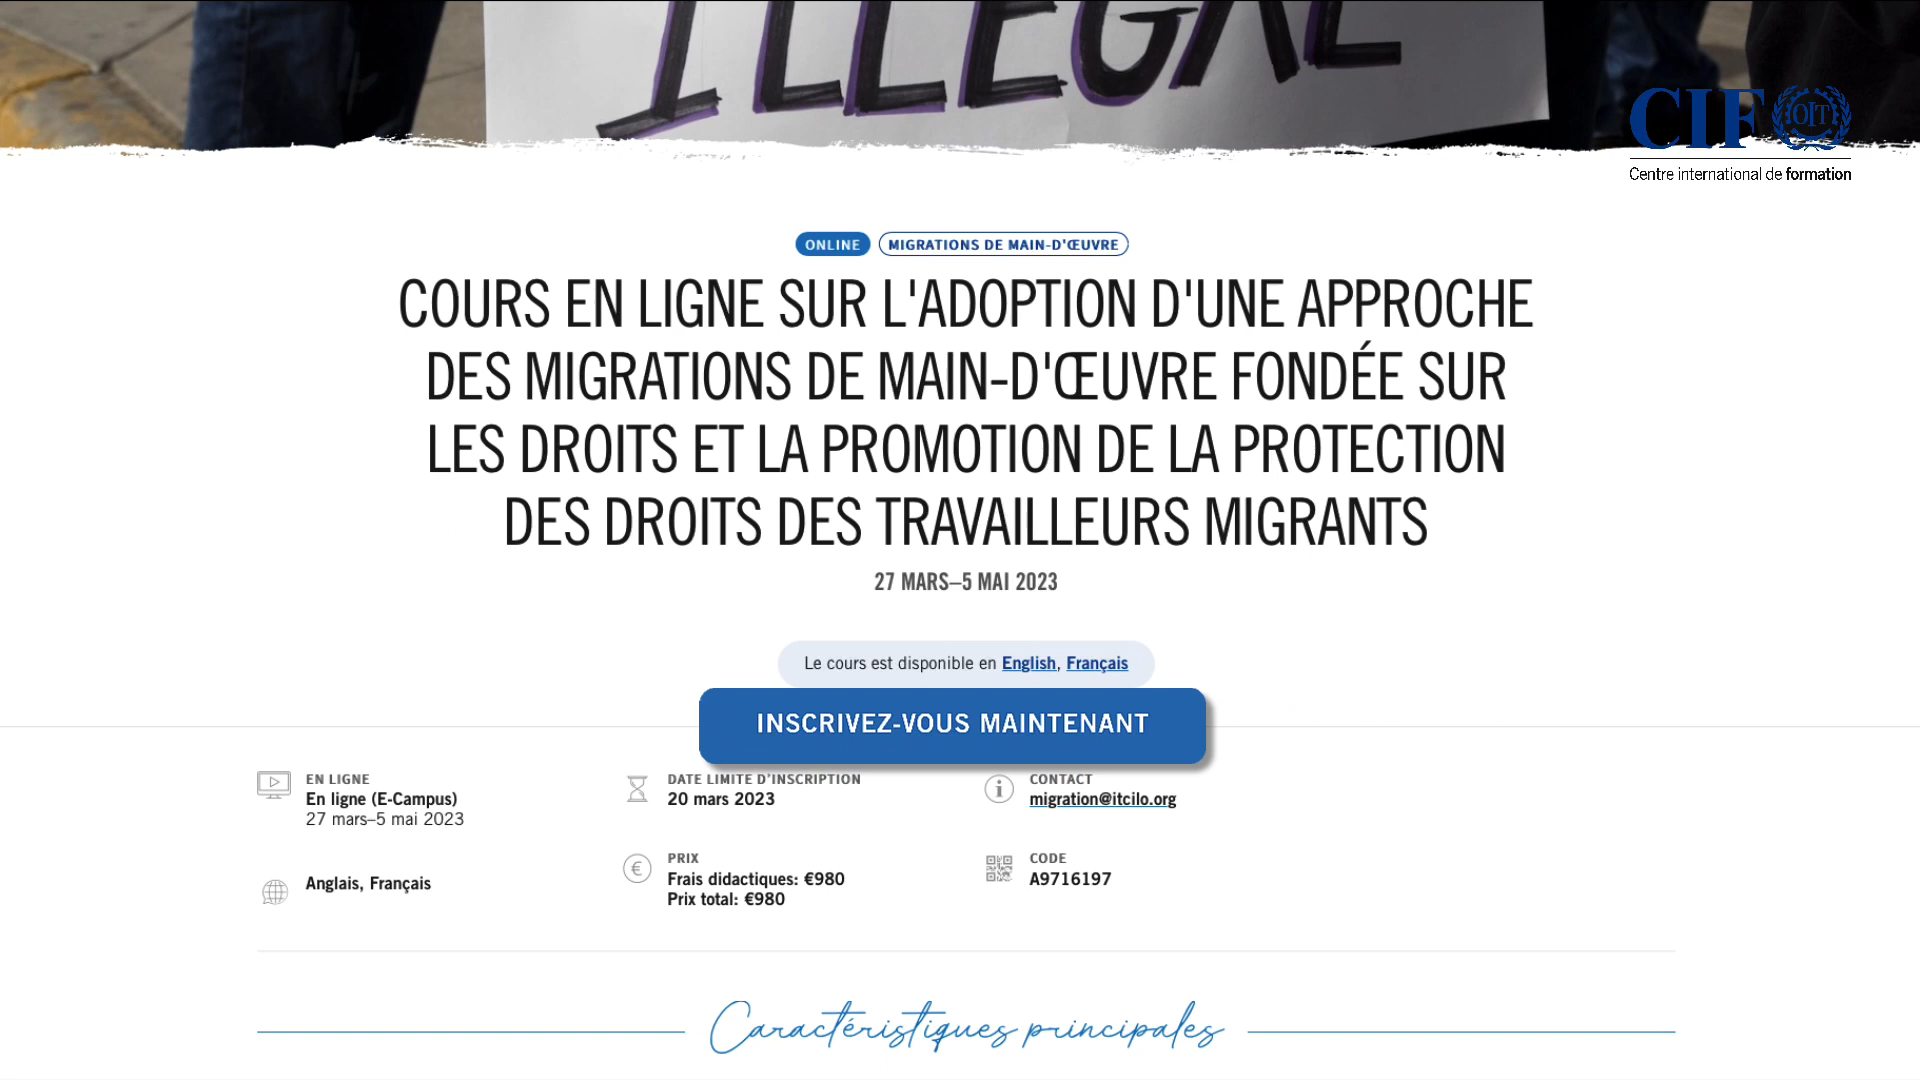 ILLEGAL
CIF OIT
Centre international de formation
ONLINE MIGRATIONS DE MAIN-D'ŒUVRE
COURS EN LIGNE SUR L'ADOPTION D'UNE APPROCHE
DES MIGRATIONS DE MAIN-D'ŒUVRE FONDÉE SUR
LES DROITS ET LA PROMOTION DE LA PROTECTION
DES DROITS DES TRAVAILLEURS MIGRANTS
27 MARS–5 MAI 2023
Le cours est disponible en English, Français
INSCRIVEZ-VOUS MAINTENANT
EN LIGNE
En ligne (E-Campus)
27 mars–5 mai 2023
DATE LIMITE D'INSCRIPTION
20 mars 2023
CONTACT
migration@itcilo.org
Anglais, Français
PRIX
Frais didactiques: €980
Prix total: €980
CODE
A9716197
Caractéristiques principales